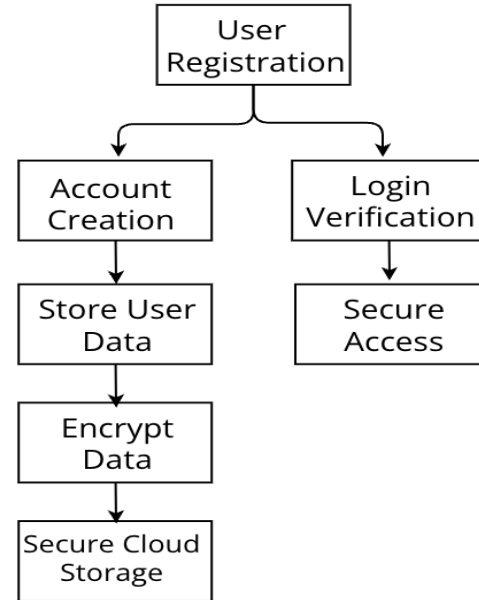 User
Registration
Account
Creation
Login
Verification
Store User
Data
Secure
Access
Encrypt
Data
Secure Cloud
Storage